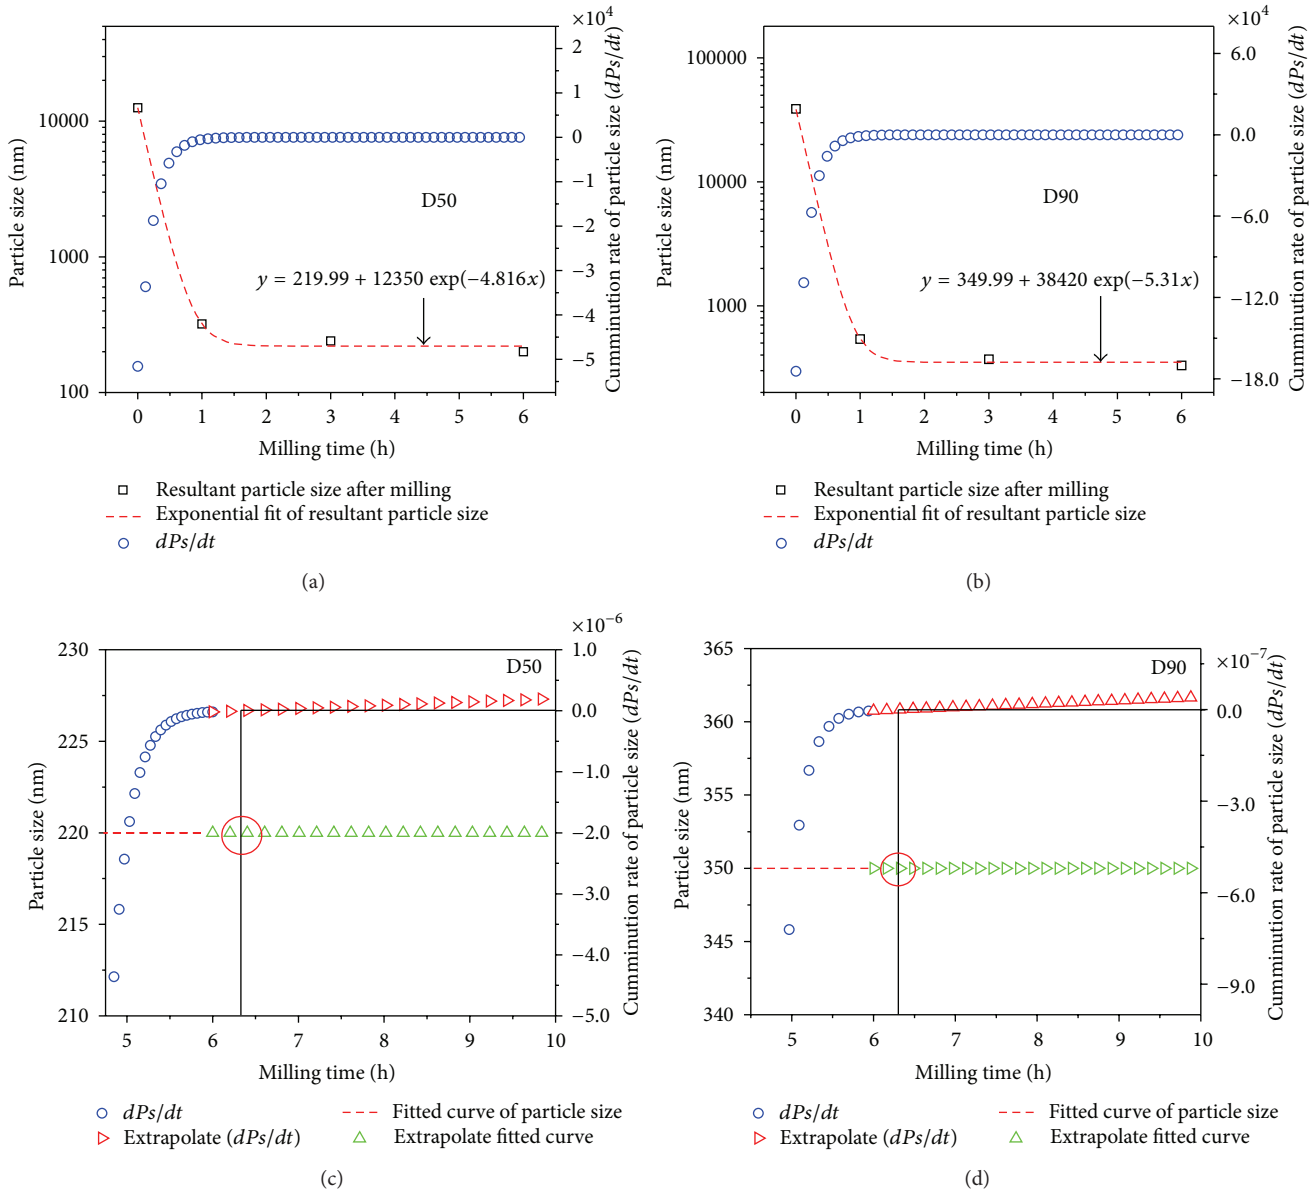 ×10⁴
Particle size (nm)
10000
1000
100
2
1
0
−1
−2
−3
−4
−5
Cumminution rate of particle size (dPs/dt)
D50
y = 219.99 + 12350 exp(−4.816x)
0 1 2 3 4 5 6
Milling time (h)
Resultant particle size after milling
Exponential fit of resultant particle size
dPs/dt
(a)
×10⁴
Particle size (nm)
100000
10000
1000
6.0
0.0
−6.0
−12.0
−18.0
Cumminution rate of particle size (dPs/dt)
D90
y = 349.99 + 38420 exp(−5.31x)
0 1 2 3 4 5 6
Milling time (h)
Resultant particle size after milling
Exponential fit of resultant particle size
dPs/dt
(b)
×10⁻⁶
Particle size (nm)
230
225
220
215
210
1.0
0.0
−1.0
−2.0
−3.0
−4.0
−5.0
Cumminution rate of particle size (dPs/dt)
D50
5 6 7 8 9 10
Milling time (h)
dPs/dt
Extrapolate (dPs/dt)
Fitted curve of particle size
Extrapolate fitted curve
(c)
×10⁻⁷
Particle size (nm)
365
360
355
350
345
340
0.0
−3.0
−6.0
−9.0
Cumminution rate of particle size (dPs/dt)
D90
5 6 7 8 9 10
Milling time (h)
dPs/dt
Extrapolate (dPs/dt)
Fitted curve of particle size
Extrapolate fitted curve
(d)